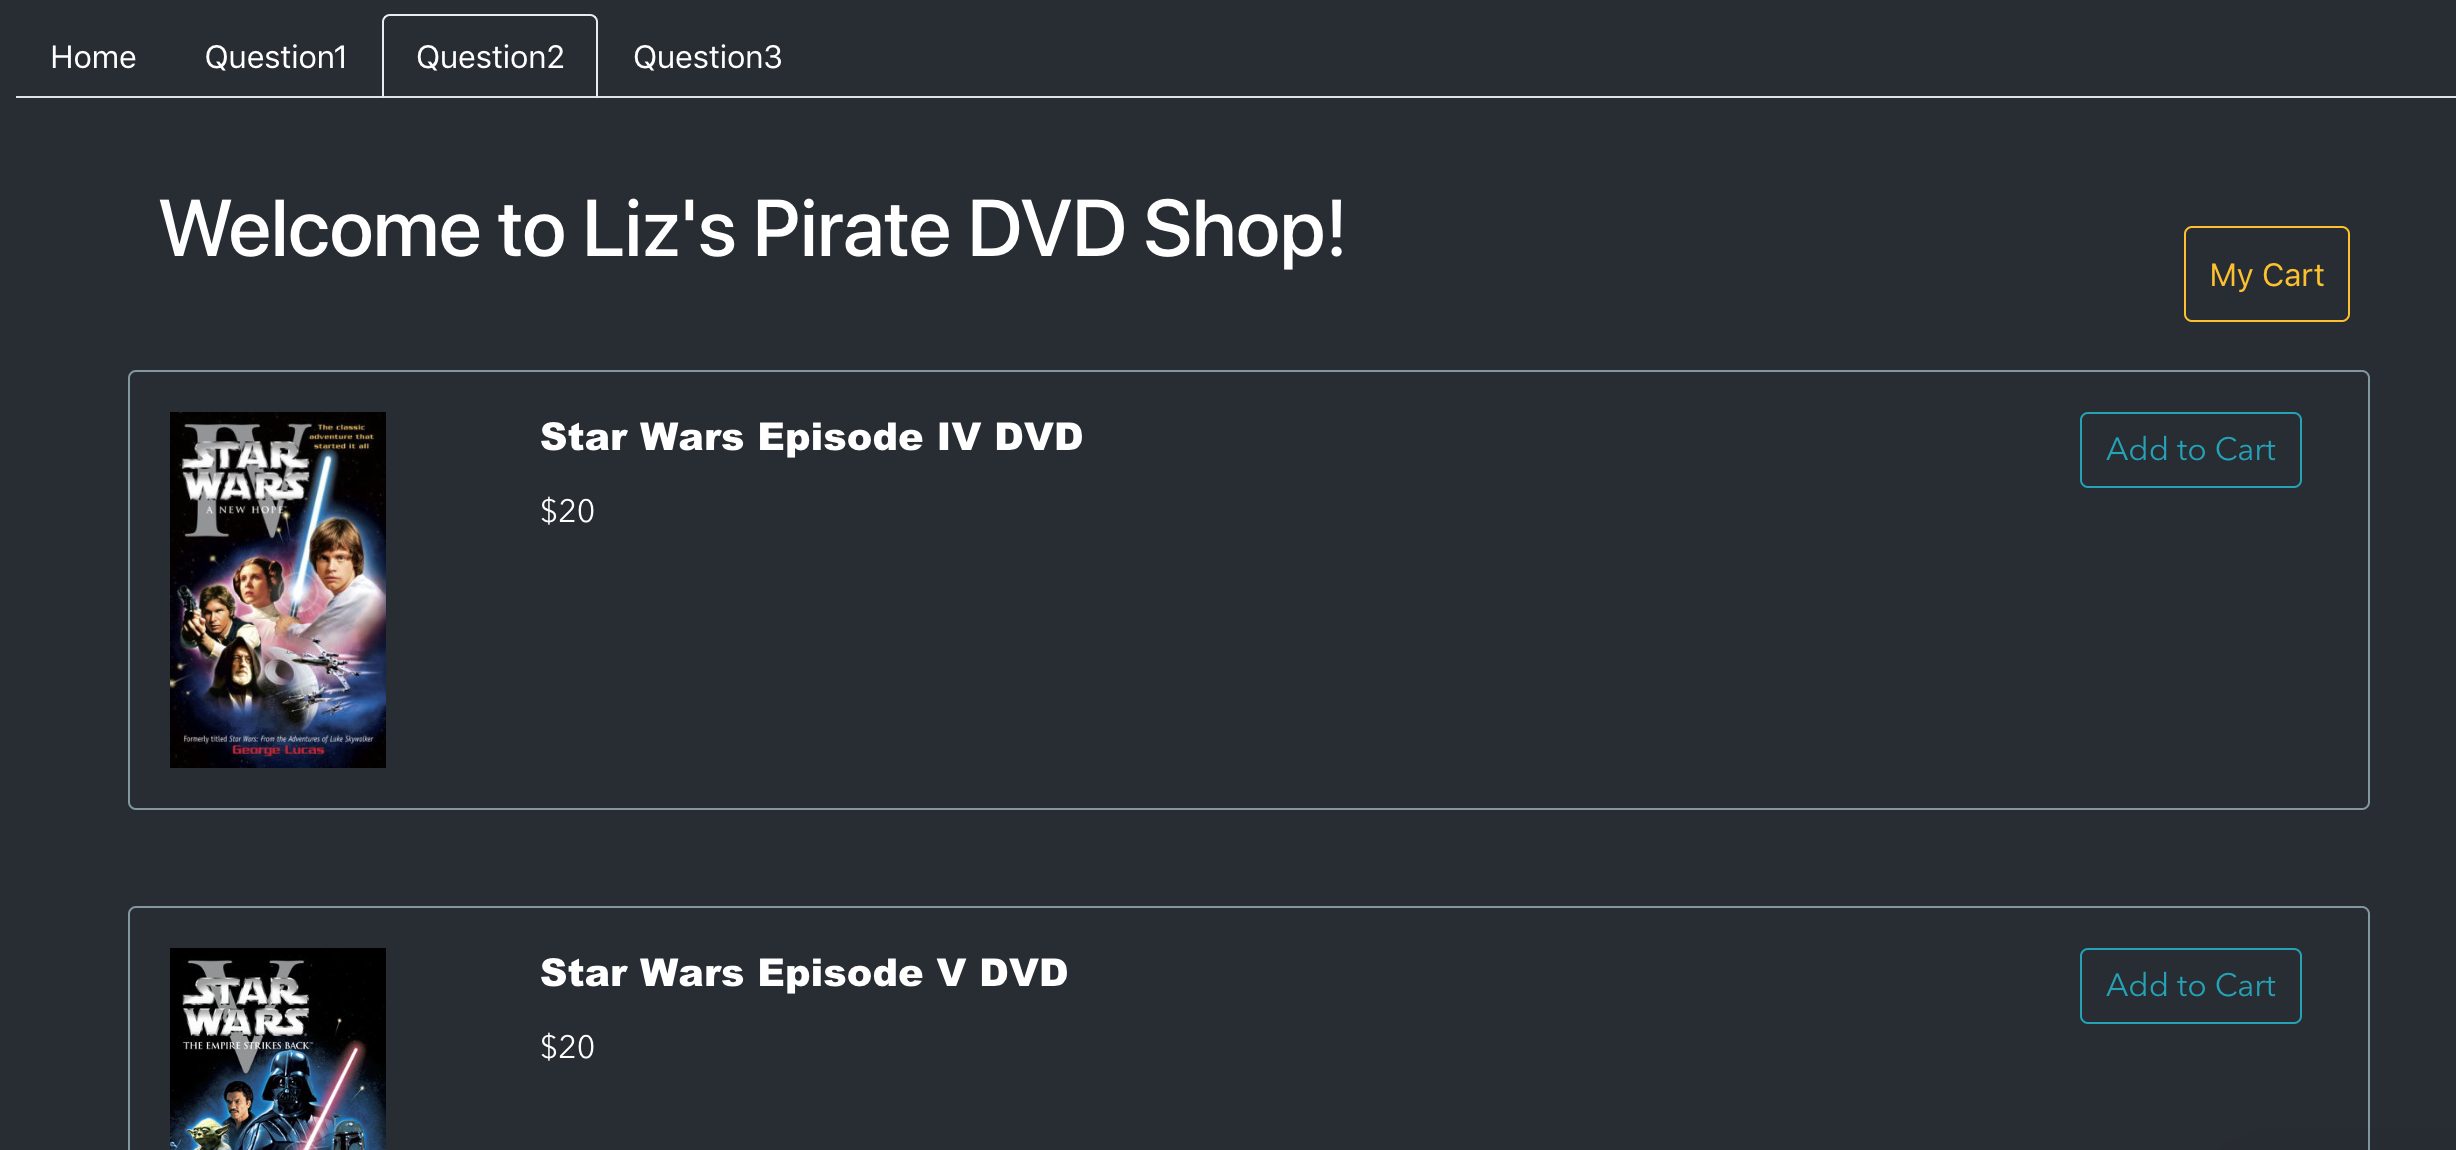 Home
Question1
Question2
Question3
Welcome to Liz's Pirate DVD Shop!
My Cart
IV
The classic
adventure that
started it all
STAR
WARS
A NEW HOPE
Formerly titled Star Wars: From the Adventures of Luke Skywalker
George Lucas
Star Wars Episode IV DVD
$20
Add to Cart
V
STAR
WARS
THE EMPIRE STRIKES BACK
Star Wars Episode V DVD
$20
Add to Cart